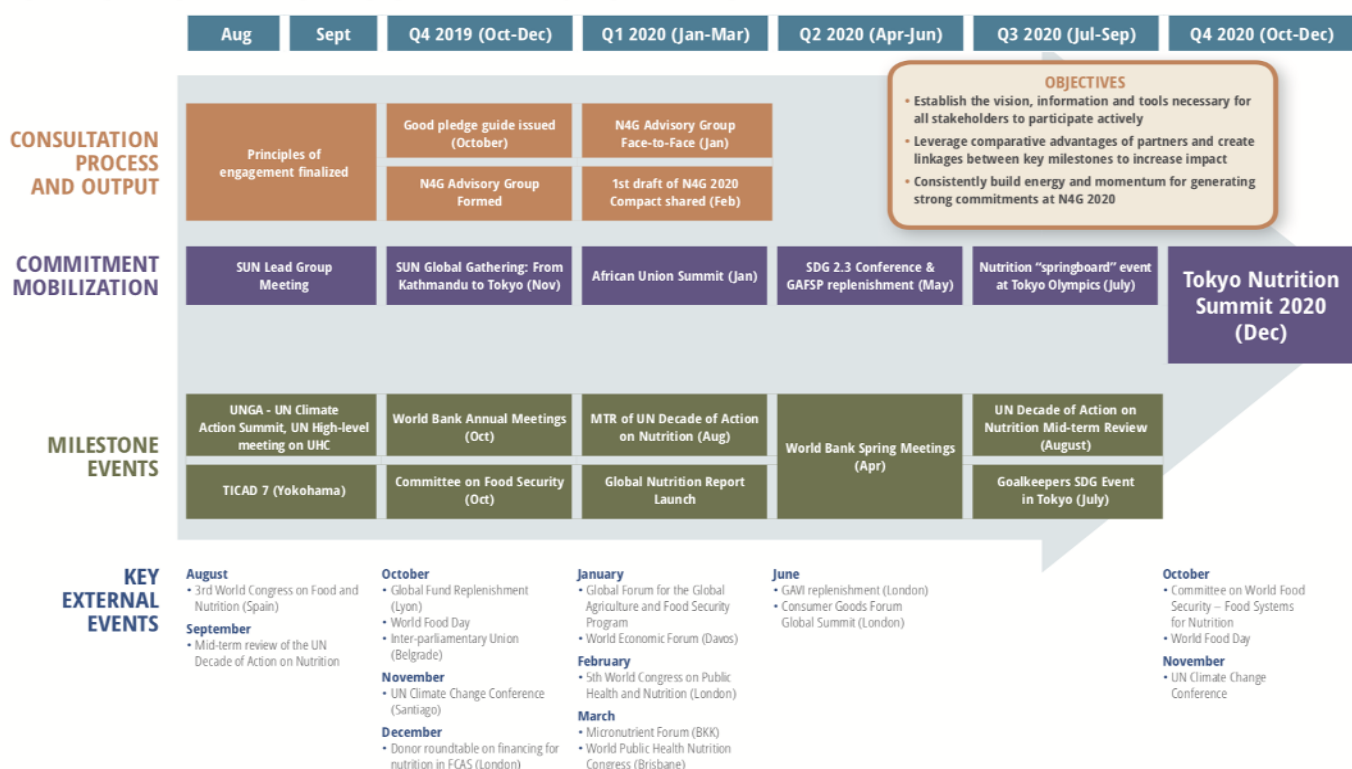 Aug
Sept
Q4 2019 (Oct-Dec)
Q1 2020 (Jan-Mar)
Q2 2020 (Apr-Jun)
Q3 2020 (Jul-Sep)
Q4 2020 (Oct-Dec)
OBJECTIVES
• Establish the vision, information and tools necessary for
all stakeholders to participate actively
• Leverage comparative advantages of partners and create
linkages between key milestones to increase impact
• Consistently build energy and momentum for generating
strong commitments at N4G 2020
CONSULTATION
PROCESS
AND OUTPUT
Principles of
engagement finalized
Good pledge guide issued
(October)
N4G Advisory Group
Formed
N4G Advisory Group
Face-to-Face (Jan)
1st draft of N4G 2020
Compact shared (Feb)
COMMITMENT
MOBILIZATION
SUN Lead Group
Meeting
SUN Global Gathering: From
Kathmandu to Tokyo (Nov)
African Union Summit (Jan)
SDG 2.3 Conference &
GAFSP replenishment (May)
Nutrition “springboard” event
at Tokyo Olympics (July)
Tokyo Nutrition
Summit 2020
(Dec)
MILESTONE
EVENTS
UNGA - UN Climate
Action Summit, UN High-level
meeting on UHC
TICAD 7 (Yokohama)
World Bank Annual Meetings
(Oct)
Committee on Food Security
(Oct)
MTR of UN Decade of Action
on Nutrition (Aug)
Global Nutrition Report
Launch
World Bank Spring Meetings
(Apr)
UN Decade of Action on
Nutrition Mid-term Review
(August)
Goalkeepers SDG Event
in Tokyo (July)
KEY
EXTERNAL
EVENTS
August
• 3rd World Congress on Food and
Nutrition (Spain)
September
• Mid-term review of the UN
Decade of Action on Nutrition
October
• Global Fund Replenishment
(Lyon)
• World Food Day
• Inter-parliamentary Union
(Belgrade)
November
• UN Climate Change Conference
(Santiago)
December
• Donor roundtable on financing for
nutrition in FCAS (London)
January
• Global Forum for the Global
Agriculture and Food Security
Program
• World Economic Forum (Davos)
February
• 5th World Congress on Public
Health and Nutrition (London)
March
• Micronutrient Forum (BKK)
• World Public Health Nutrition
Congress (Brisbane)
June
• GAVI replenishment (London)
• Consumer Goods Forum
Global Summit (London)
October
• Committee on World Food
Security – Food Systems
for Nutrition
• World Food Day
November
• UN Climate Change
Conference